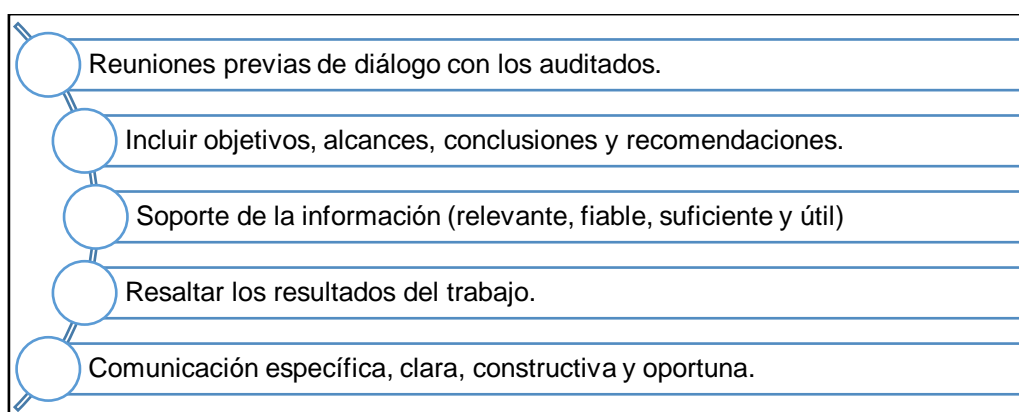 Reuniones previas de diálogo con los auditados.
Incluir objetivos, alcances, conclusiones y recomendaciones.
Soporte de la información (relevante, fiable, suficiente y útil)
Resaltar los resultados del trabajo.
Comunicación específica, clara, constructiva y oportuna.